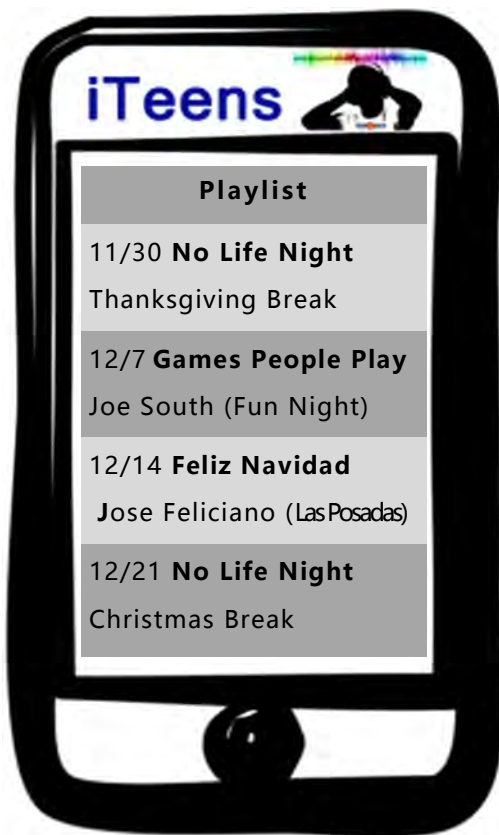 iTeens
Playlist
11/30 No Life Night
Thanksgiving Break
12/7 Games People Play
Joe South (Fun Night)
12/14 Feliz Navidad
Jose Feliciano (Las Posadas)
12/21 No Life Night
Christmas Break